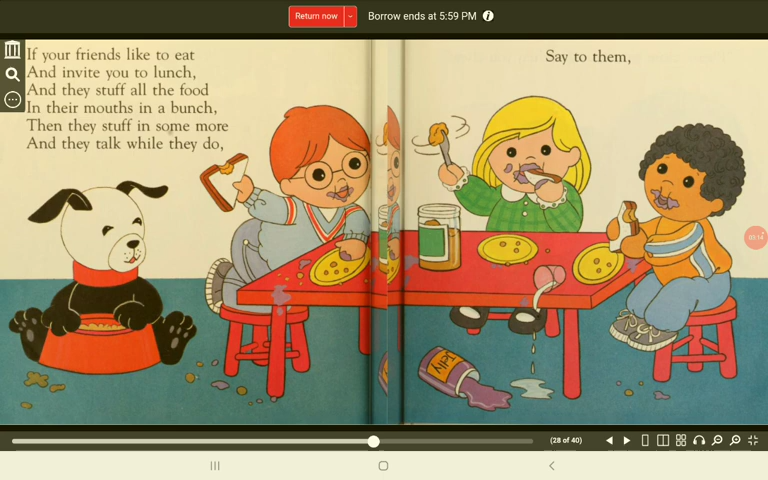 Return now
Borrow ends at 5:59 PM
If your friends like to eat
And invite you to lunch,
And they stuff all the food
In their mouths in a bunch,
Then they stuff in some more
And they talk while they do,
Say to them,
Jelly
(28 of 40)